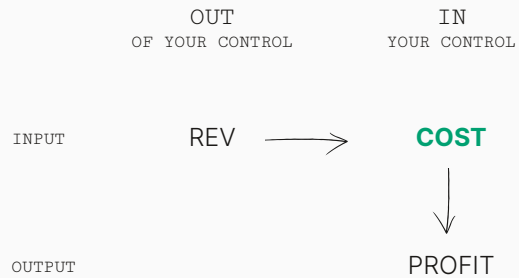 OUT
OF YOUR CONTROL
IN
YOUR CONTROL
INPUT
REV
COST
OUTPUT
PROFIT